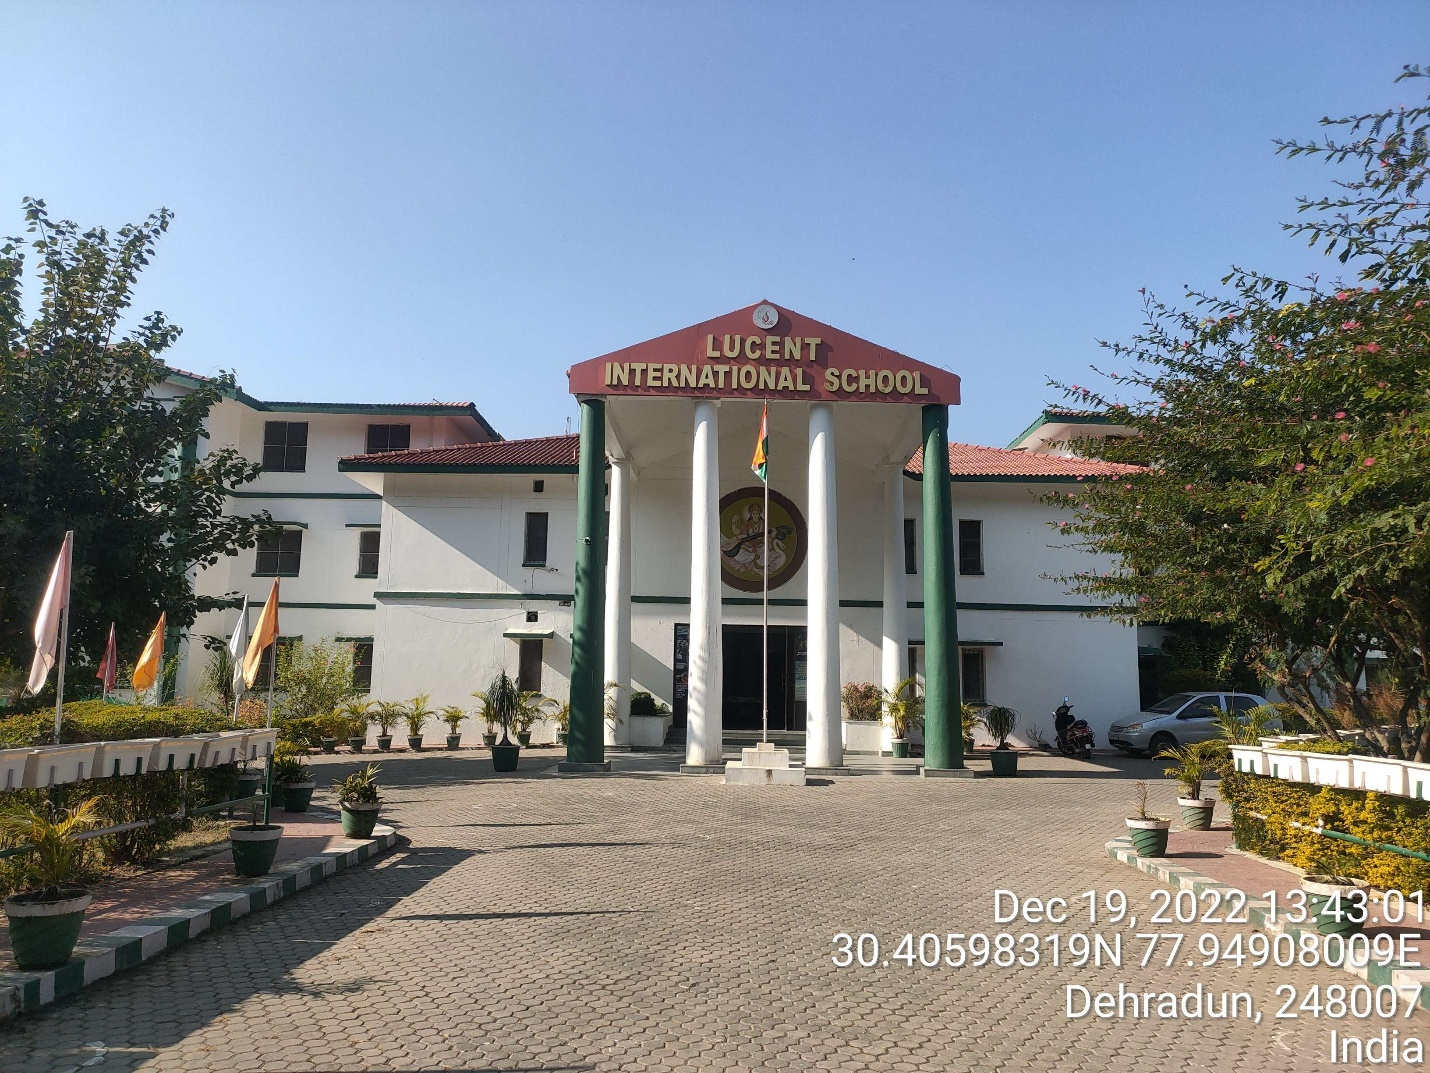 LUCENT
INTERNATIONAL SCHOOL
Dec 19, 2022 13:43:01
30.40598319N 77.94908009E
Dehradun, 248007
India